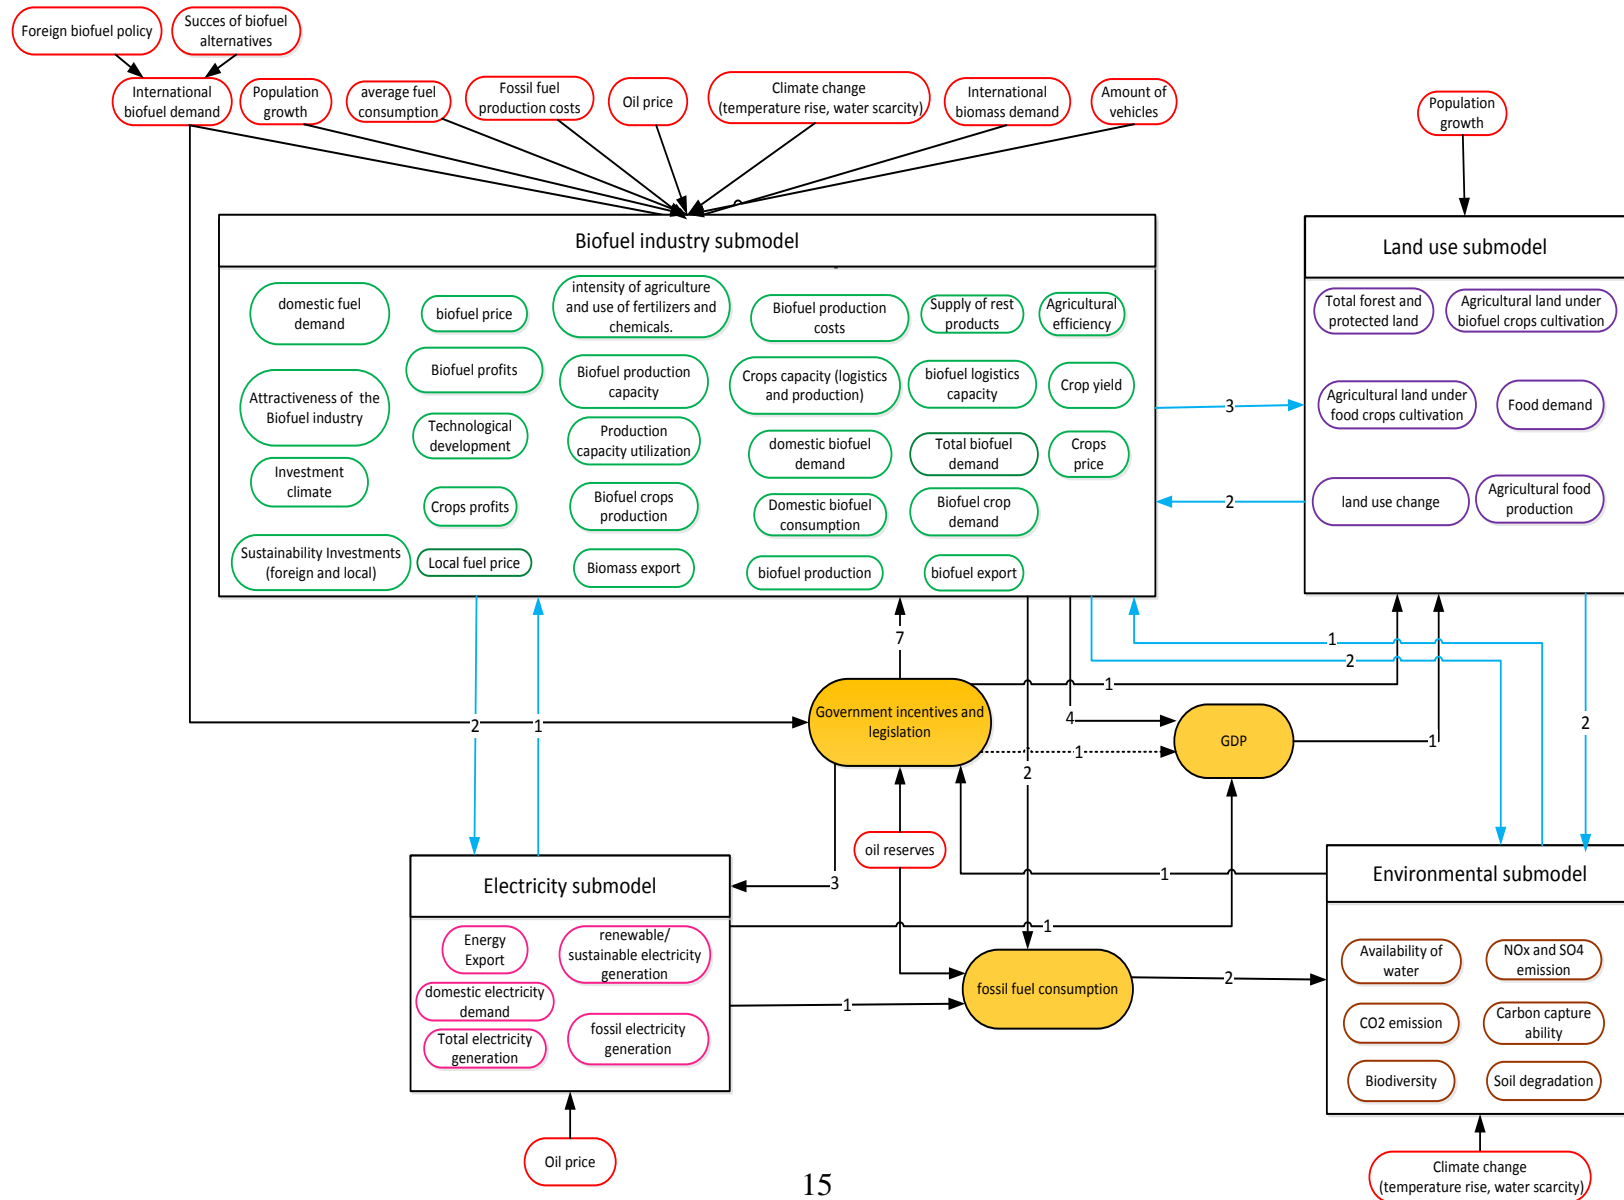 Foreign biofuel policy
Succes of biofuel
alternatives
International
biofuel demand
Population
growth
average fuel
consumption
Fossil fuel
production costs
Oil price
Climate change
(temperature rise, water scarcity)
International
biomass demand
Amount of
vehicles
Population
growth
Biofuel industry submodel
domestic fuel
demand
biofuel price
intensity of agriculture
and use of fertilizers and
chemicals.
Biofuel production
costs
Supply of rest
products
Agricultural
efficiency
Attractiveness of the
Biofuel industry
Biofuel profits
Biofuel production
capacity
Crops capacity (logistics
and production)
biofuel logistics
capacity
Crop yield
Technological
development
Production
capacity utilization
domestic biofuel
demand
Total biofuel
demand
Crops
price
Investment
climate
Crops profits
Biofuel crops
production
Domestic biofuel
consumption
Biofuel crop
demand
Sustainability Investments
(foreign and local)
Local fuel price
Biomass export
biofuel production
biofuel export
Land use submodel
Total forest and
protected land
Agricultural land under
biofuel crops cultivation
Agricultural land under
food crops cultivation
Food demand
land use change
Agricultural food
production
3
2
7
1
1
2
1
4
2
1
2
1
1
2
Government incentives and
legislation
GDP
oil reserves
3
1
1
1
2
fossil fuel consumption
Electricity submodel
Energy
Export
renewable/
sustainable electricity
generation
domestic electricity
demand
Total electricity
generation
fossil electricity
generation
Oil price
Environmental submodel
Availability of
water
NOx and SO4
emission
CO2 emission
Carbon capture
ability
Biodiversity
Soil degradation
Climate change
(temperature rise, water scarcity)
15